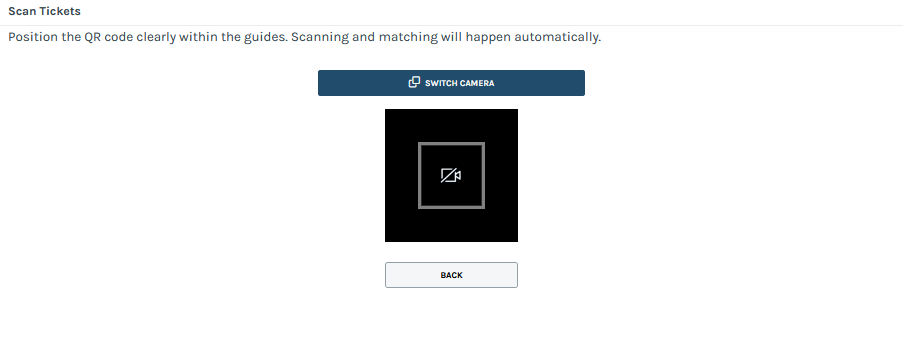 Scan Tickets
Position the QR code clearly within the guides. Scanning and matching will happen automatically.
SWITCH CAMERA
BACK